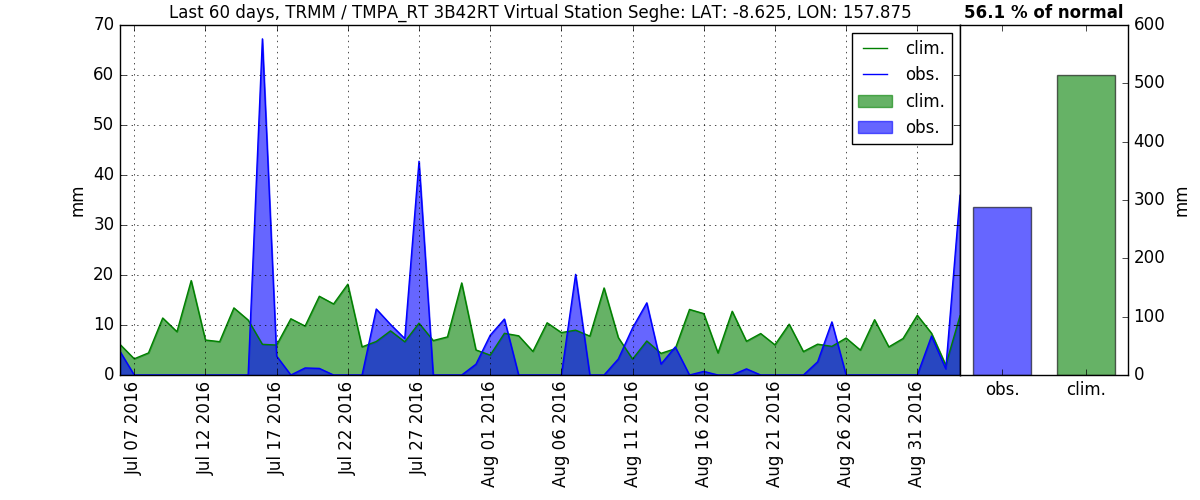 Last 60 days, TRMM / TMPA_RT 3B42RT Virtual Station Seghe: LAT: -8.625, LON: 157.875
56.1 % of normal
70
60
50
40
30
20
10
0
mm
clim.
obs.
clim.
obs.
600
500
400
300
200
100
0
mm
obs.
clim.
Jul 07 2016
Jul 12 2016
Jul 17 2016
Jul 22 2016
Jul 27 2016
Aug 01 2016
Aug 06 2016
Aug 11 2016
Aug 16 2016
Aug 21 2016
Aug 26 2016
Aug 31 2016